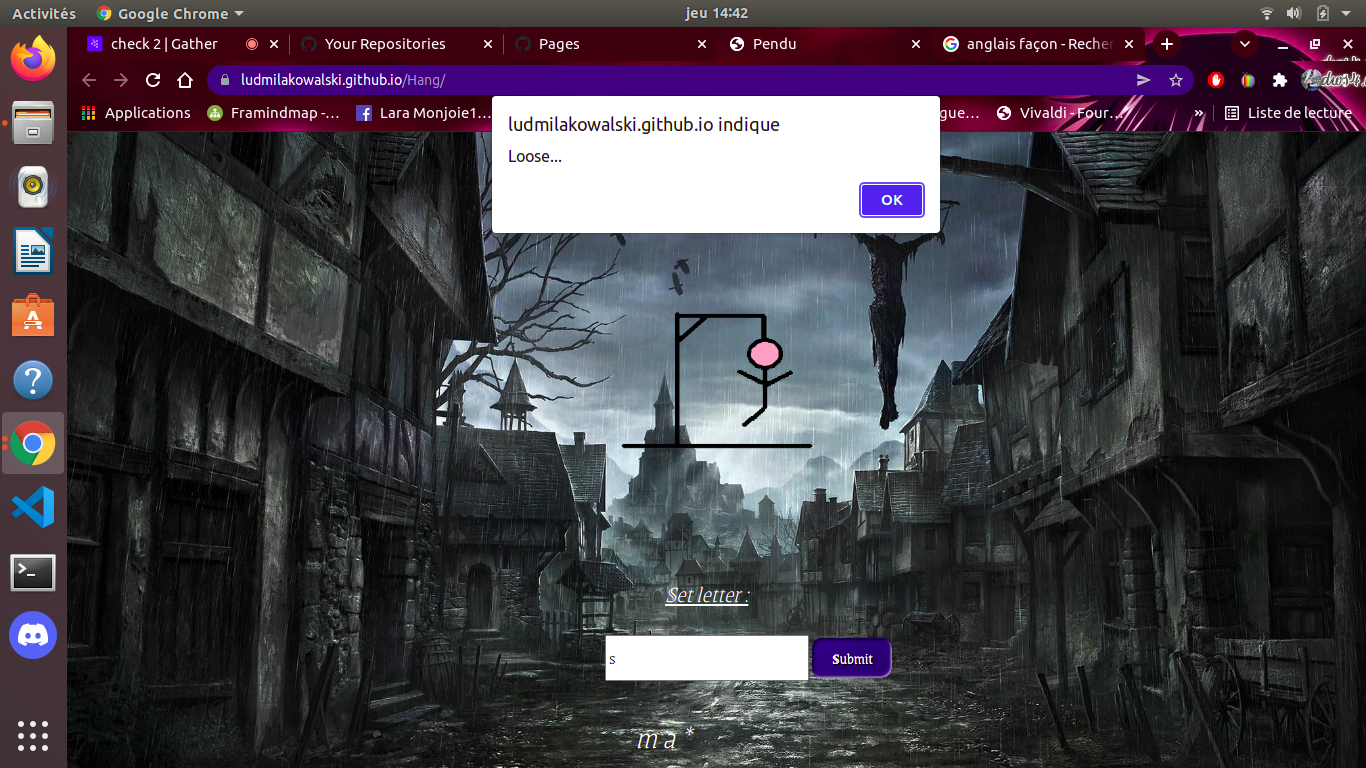 Activités Google Chrome jeu 14:42
check 2 | Gather Your Repositories Pages Pendu anglais façon - Recher
ludmilakowalski.github.io/Hang/
Applications Framindmap -… Lara Monjoie1… gue… Vivaldi - Four… » Liste de lecture
ludmilakowalski.github.io indique
Loose...
OK
Set letter :
s Submit
m a *